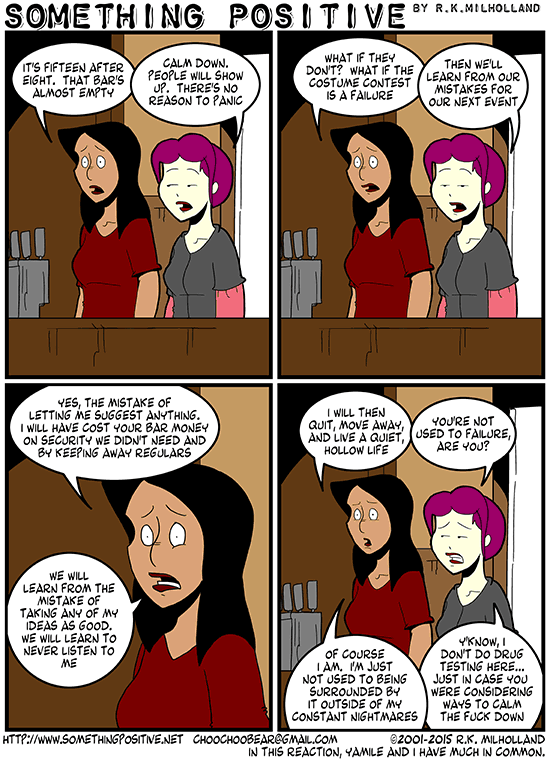 SOMETHING POSITIVE BY R.K.MILHOLLAND
IT'S FIFTEEN AFTER
EIGHT. THAT BAR'S
ALMOST EMPTY
CALM DOWN.
PEOPLE WILL SHOW
UP. THERE'S NO
REASON TO PANIC
WHAT IF THEY
DON'T? WHAT IF THE
COSTUME CONTEST
IS A FAILURE
THEN WE'LL
LEARN FROM OUR
MISTAKES FOR
OUR NEXT EVENT
YES, THE MISTAKE OF
LETTING ME SUGGEST ANYTHING.
I WILL HAVE COST YOUR BAR MONEY
ON SECURITY WE DIDN'T NEED AND
BY KEEPING AWAY REGULARS
WE WILL
LEARN FROM THE
MISTAKE OF
TAKING ANY OF MY
IDEAS AS GOOD.
WE WILL LEARN TO
NEVER LISTEN TO
ME
I WILL THEN
QUIT, MOVE AWAY,
AND LIVE A QUIET,
HOLLOW LIFE
YOU'RE NOT
USED TO FAILURE,
ARE YOU?
OF COURSE
I AM. I'M JUST
NOT USED TO BEING
SURROUNDED BY
IT OUTSIDE OF MY
CONSTANT NIGHTMARES
Y'KNOW, I
DON'T DO DRUG
TESTING HERE...
JUST IN CASE YOU
WERE CONSIDERING
WAYS TO CALM
THE FUCK DOWN
HTTP://WWW.SOMETHINGPOSITIVE.NET CHOOCHOOBEAR@GMAIL.COM ©2001-2015 R.K. MILHOLLAND
IN THIS REACTION, YAMILE AND I HAVE MUCH IN COMMON.